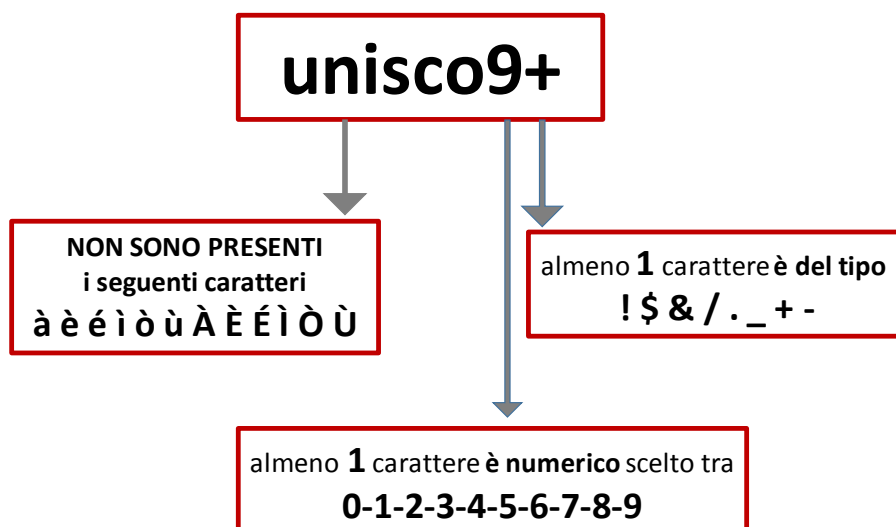 unisco9+
NON SONO PRESENTI
i seguenti caratteri
à è é ì ò ù À È É Ì Ò Ù
almeno 1 carattere è del tipo
! $ & / . _ + -
almeno 1 carattere è numerico scelto tra
0-1-2-3-4-5-6-7-8-9